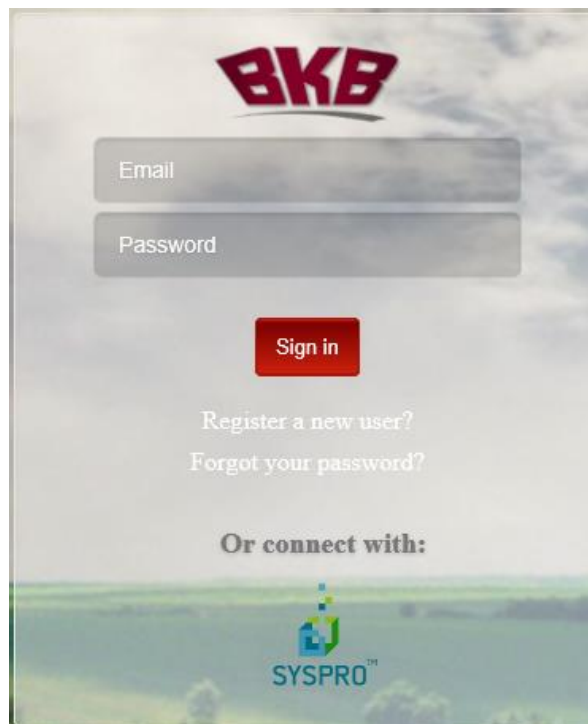 BKB
Email
Password
Sign in
Register a new user?
Forgot your password?
Or connect with:
SYSPRO™